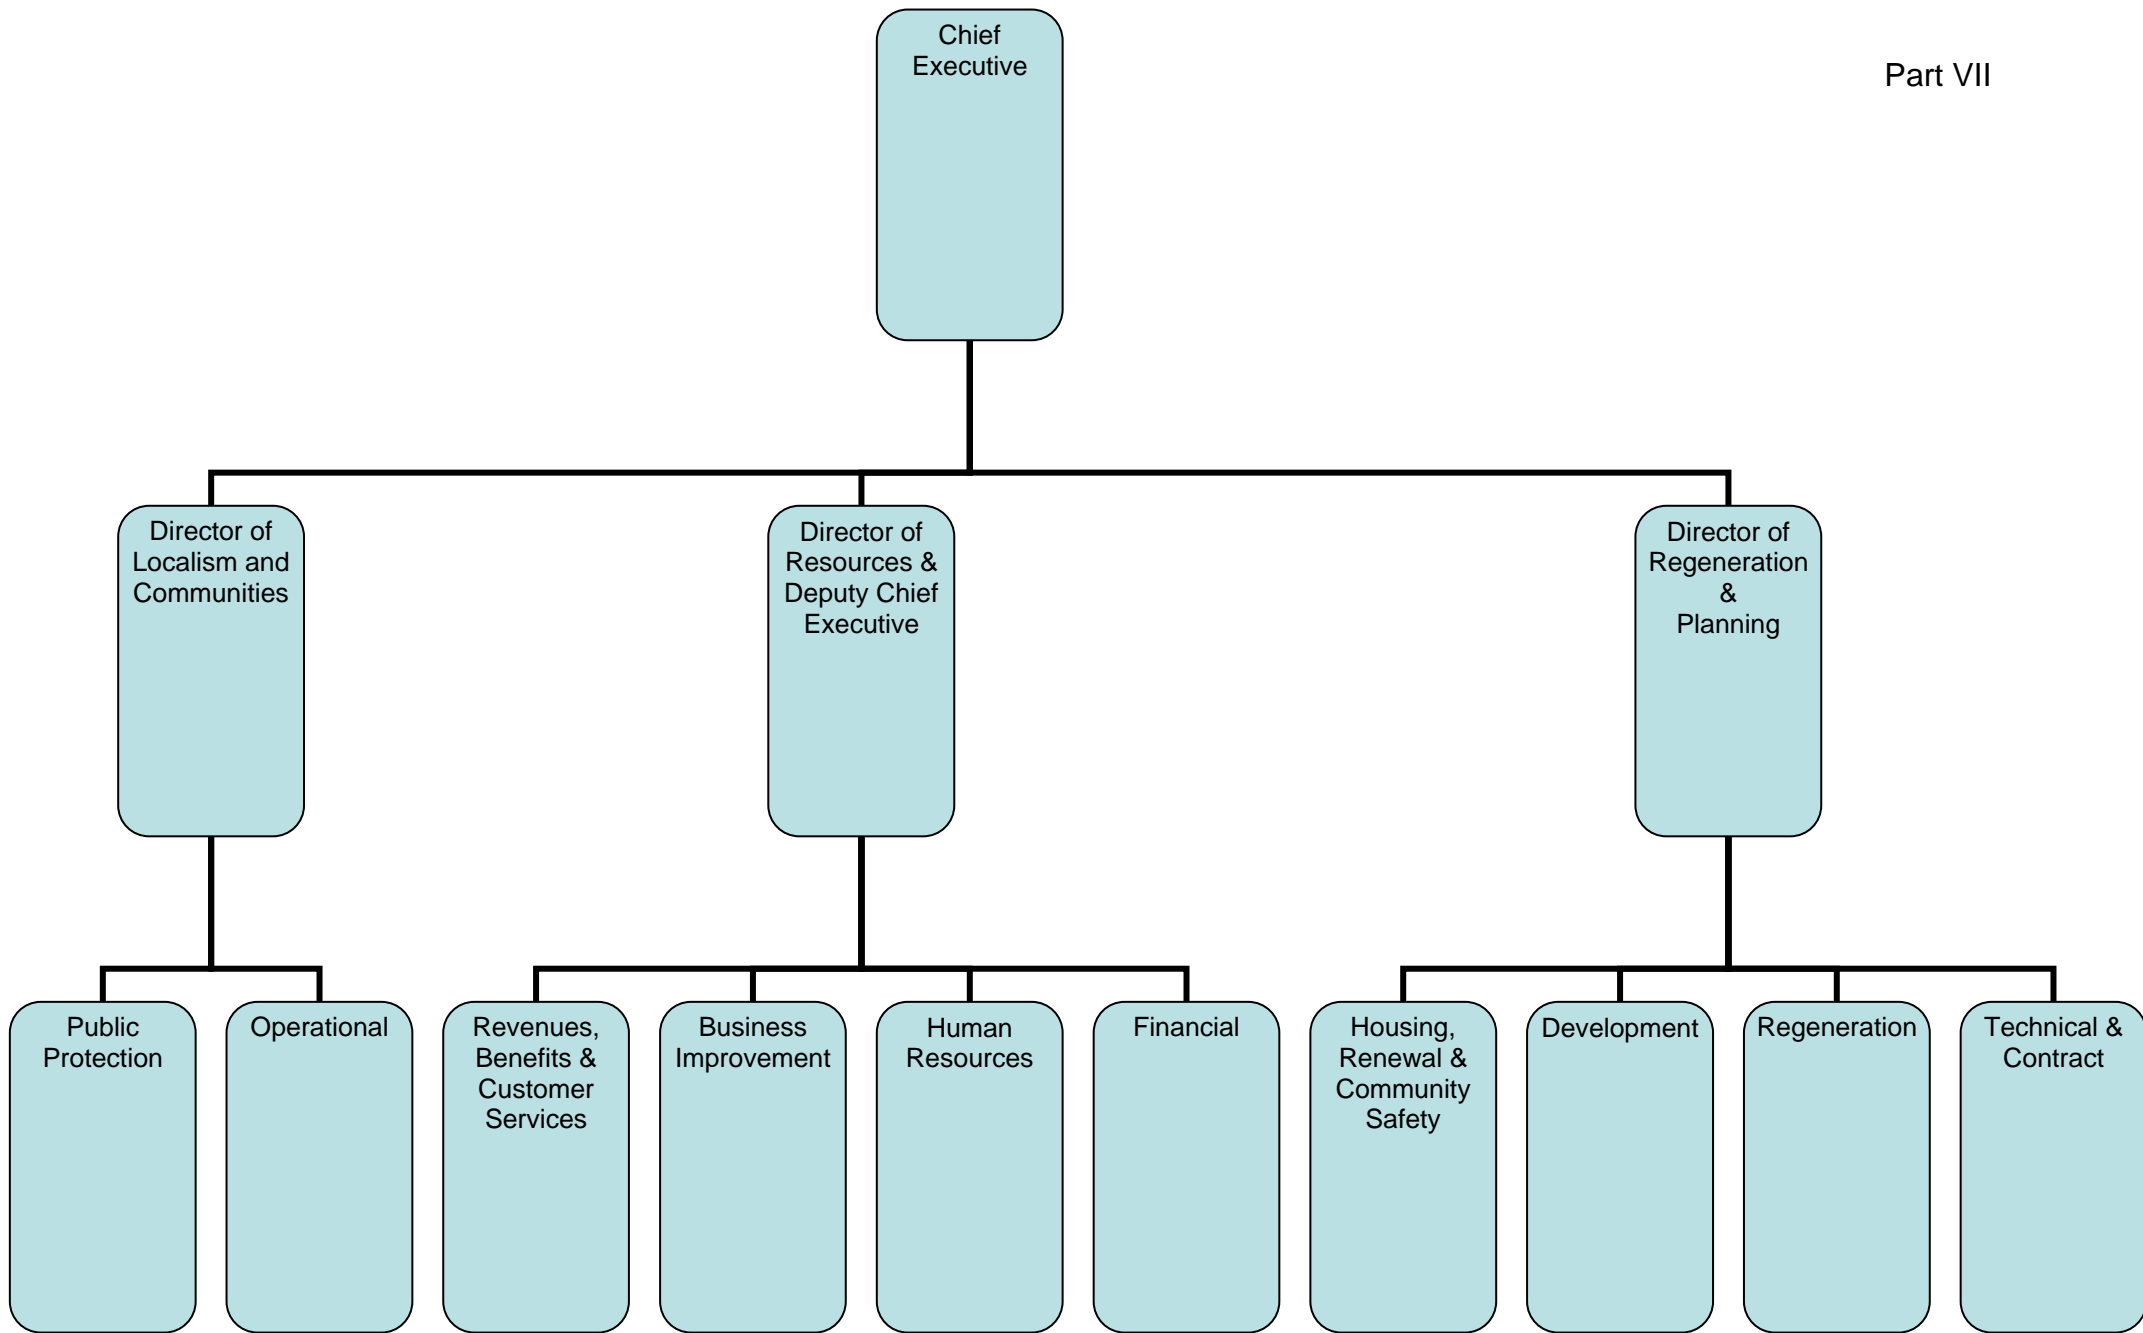 Chief
Executive
Part VII
Director of
Localism and
Communities
Director of
Resources &
Deputy Chief
Executive
Director of
Regeneration
&
Planning
Public
Protection
Operational
Revenues,
Benefits &
Customer
Services
Business
Improvement
Human
Resources
Financial
Housing,
Renewal &
Community
Safety
Development
Regeneration
Technical &
Contract